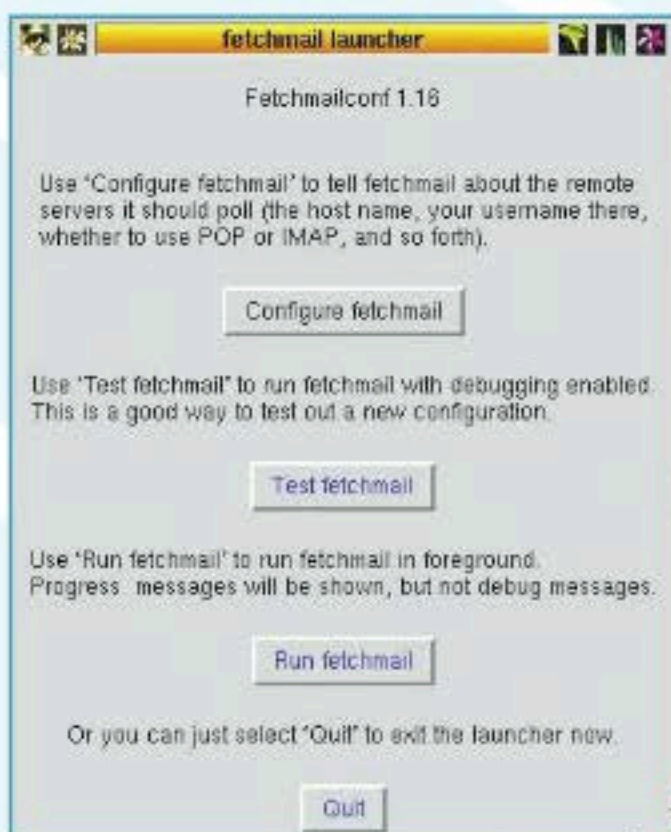 fetchmail launcher
Fetchmailconf 1.16
Use 'Configure fetchmail' to tell fetchmail about the remote
servers it should poll (the host name, your username there,
whether to use POP or IMAP, and so forth).
Configure fetchmail
Use 'Test fetchmail' to run fetchmail with debugging enabled.
This is a good way to test out a new configuration.
Test fetchmail
Use 'Run fetchmail' to run fetchmail in foreground.
Progress messages will be shown, but not debug messages.
Run fetchmail
Or you can just select 'Quit' to exit the launcher now.
Quit